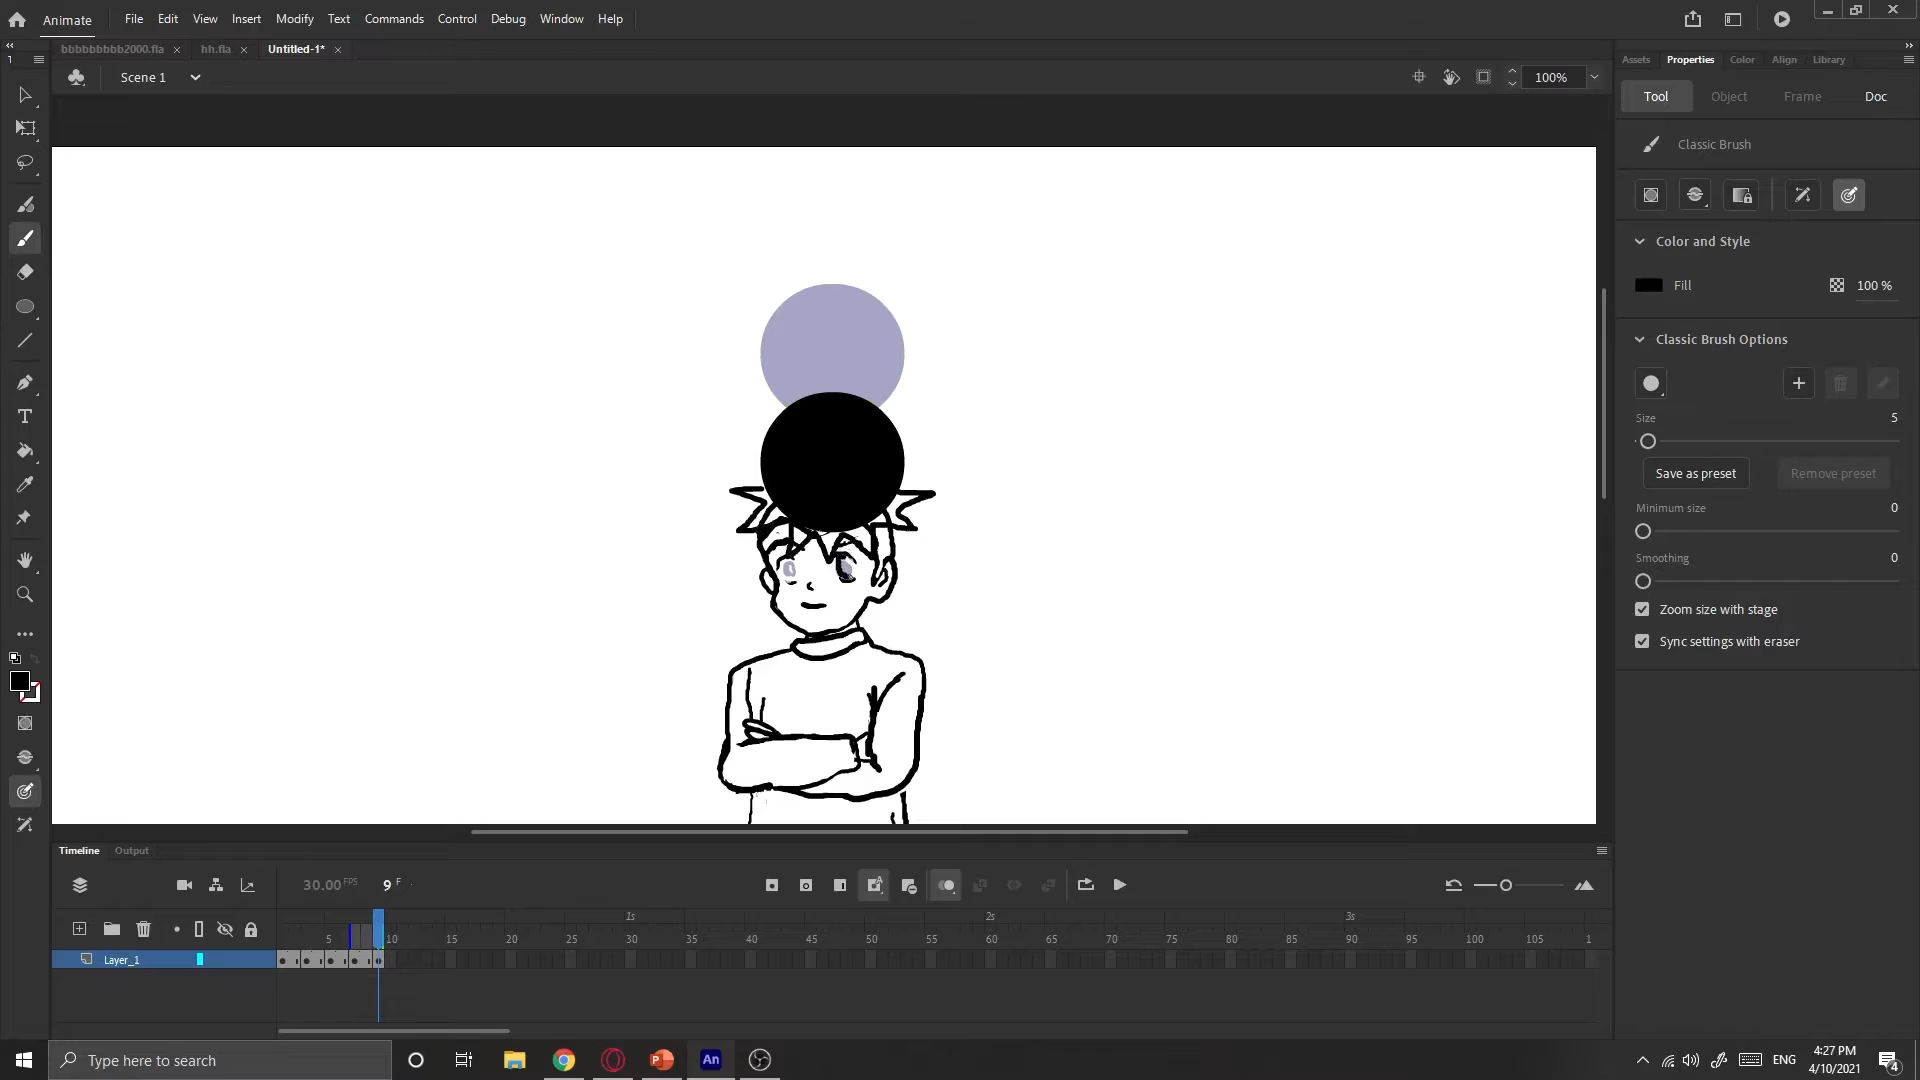 Animate File Edit View Insert Modify Text Commands Control Debug Window Help
bbbbbbbbb2000.fla hh.fla Untitled-1*
1
Assets Properties Color Align Library
Scene 1
100%
Tool Object Frame Doc
Classic Brush
Color and Style
Fill
100 %
Classic Brush Options
Size 5
Save as preset Remove preset
Minimum size 0
Smoothing 0
Zoom size with stage
Sync settings with eraser
T
Timeline Output
30.00 FPS 9 F
1s 2s 3s
5 10 15 20 25 30 35 40 45 50 55 60 65 70 75 80 85 90 95 100 105 1
Layer_1
Type here to search
P
An
ENG
4:27 PM
4/10/2021
4